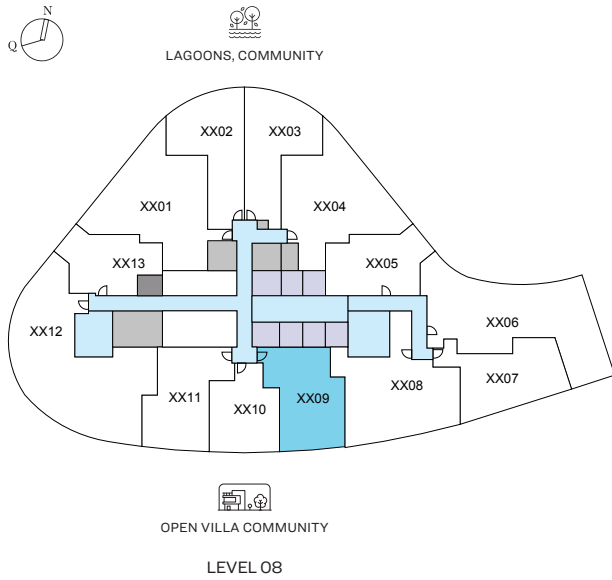 N
Q
LAGOONS, COMMUNITY
XX02
XX03
XX01
XX04
XX13
XX05
XX12
XX06
XX07
XX08
XX09
XX11
XX10
OPEN VILLA COMMUNITY
LEVEL 08